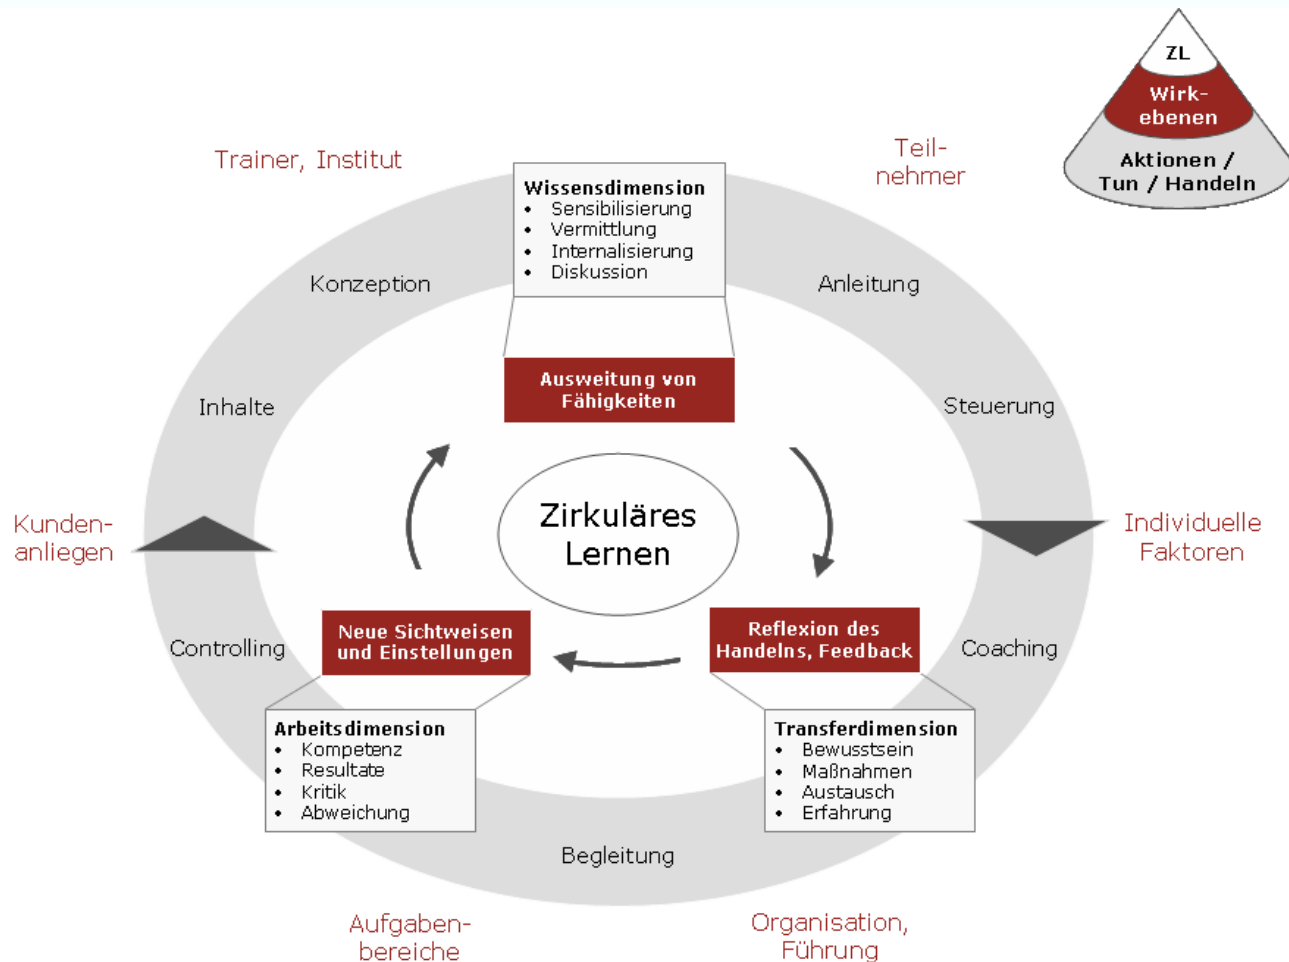 ZL
Wirk-
ebenen
Aktionen /
Tun / Handeln
Trainer, Institut
Teil-
nehmer
Wissensdimension
• Sensibilisierung
• Vermittlung
• Internalisierung
• Diskussion
Konzeption
Anleitung
Ausweitung von
Fähigkeiten
Inhalte
Steuerung
Zirkuläres
Lernen
Kunden-
anliegen
Individuelle
Faktoren
Neue Sichtweisen
und Einstellungen
Reflexion des
Handelns, Feedback
Controlling
Coaching
Arbeitsdimension
• Kompetenz
• Resultate
• Kritik
• Abweichung
Transferdimension
• Bewusstsein
• Maßnahmen
• Austausch
• Erfahrung
Begleitung
Aufgaben-
bereiche
Organisation,
Führung